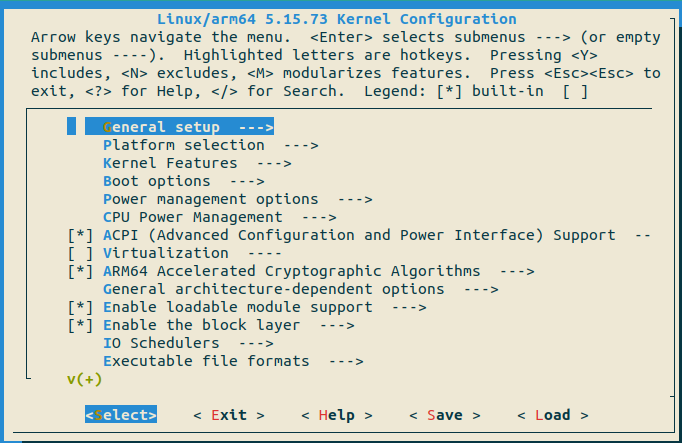 Linux/arm64 5.15.73 Kernel Configuration
Arrow keys navigate the menu.  <Enter> selects submenus ---> (or empty
submenus ----).  Highlighted letters are hotkeys.  Pressing <Y>
includes, <N> excludes, <M> modularizes features.  Press <Esc><Esc> to
exit, <?> for Help, </> for Search.  Legend: [*] built-in  [ ]
General setup  --->
Platform selection  --->
Kernel Features  --->
Boot options  --->
Power management options  --->
CPU Power Management  --->
[*] ACPI (Advanced Configuration and Power Interface) Support  --
[ ] Virtualization  ----
[*] ARM64 Accelerated Cryptographic Algorithms  --->
General architecture-dependent options  --->
[*] Enable loadable module support  --->
[*] Enable the block layer  --->
IO Schedulers  --->
Executable file formats  --->
v(+)
<Select>    < Exit >    < Help >    < Save >    < Load >